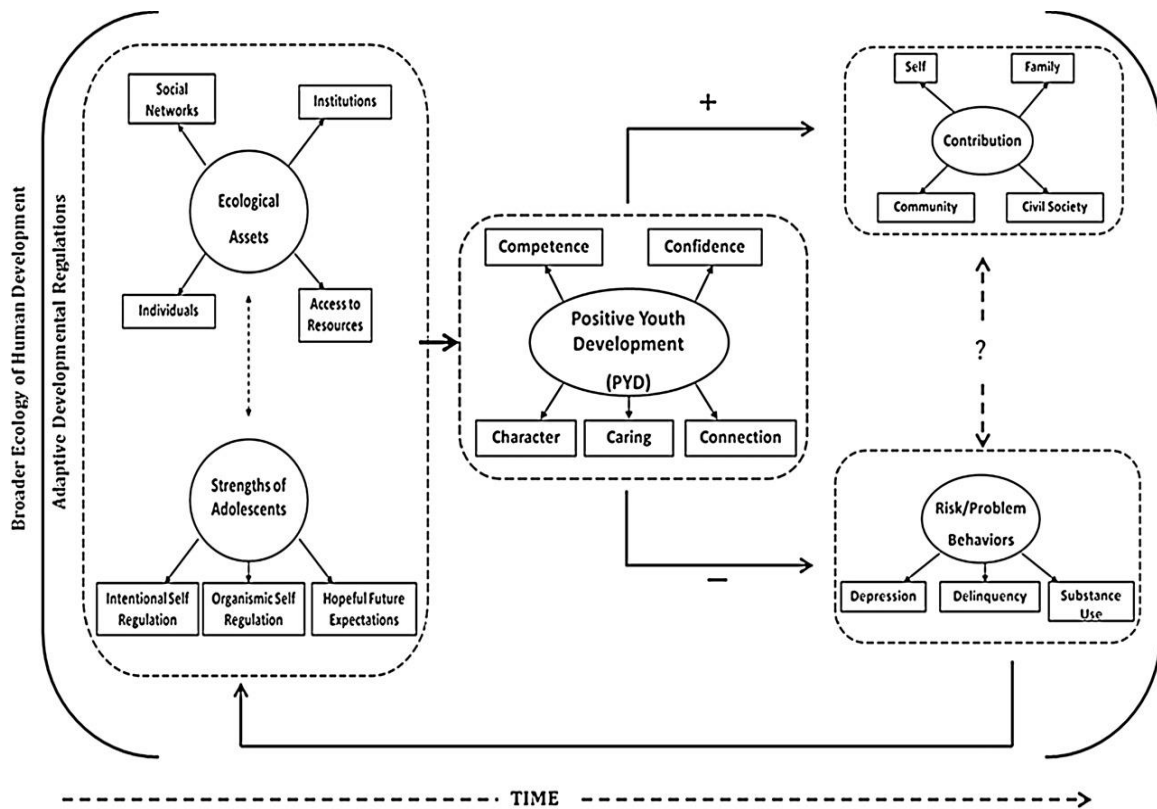 Broader Ecology of Human Development
Adaptive Developmental Regulations
Social
Networks
Institutions
Ecological
Assets
Individuals
Access to
Resources
Strengths of
Adolescents
Intentional Self
Regulation
Organismic Self
Regulation
Hopeful Future
Expectations
Competence
Confidence
Positive Youth
Development
(PYD)
Character
Caring
Connection
+
−
Self
Family
Contribution
Community
Civil Society
?
Risk/Problem
Behaviors
Depression
Delinquency
Substance
Use
TIME